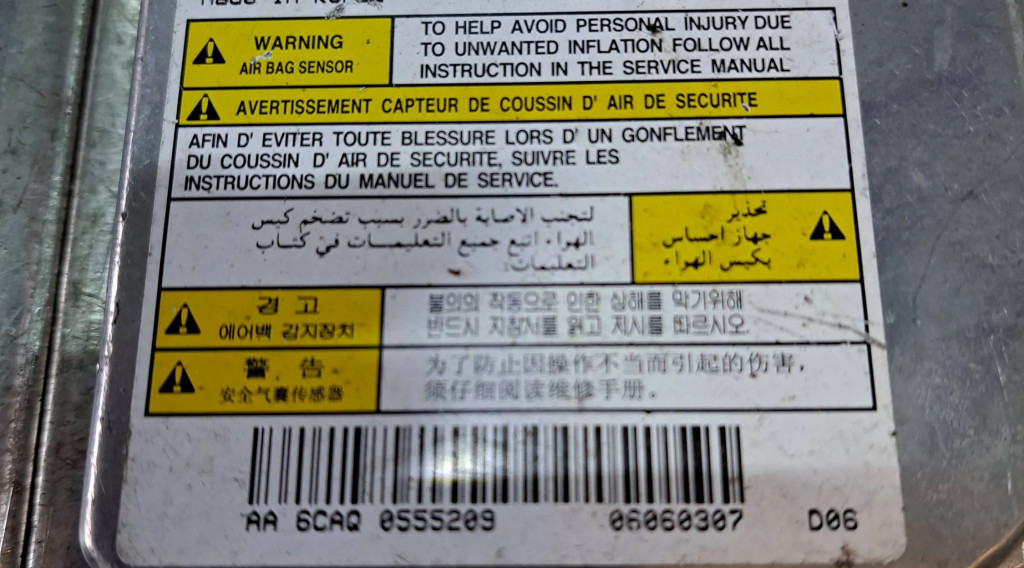 Made in Korea
WARNING
AIR BAG SENSOR
TO HELP AVOID PERSONAL INJURY DUE
TO UNWANTED INFLATION FOLLOW ALL
INSTRUCTION IN THE SERVICE MANUAL
AVERTISSEMENT CAPTEUR DE COUSSIN D' AIR DE SECURITE
AFIN D' EVITER TOUTE BLESSURE LORS D' UN GONFLEMENT
DU COUSSIN D' AIR DE SECURITE, SUIVRE LES
INSTRUCTIONS DU MANUEL DE SERVICE.
تحذير
جهاز احساس
بكيس الهواء
لتجنب الاصابة بالضرر بسبب تضخم كيس
الهواء اتبع جميع التعليمات في كتاب
التعليمات:
경 고
에어백 감지장치
불의의 작동으로 인한 상해를 막기위해
반드시 지침서를 읽고 지시를 따르시오.
警 告
安全气囊传感器
为了防止因操作不当而引起的伤害，
须仔细阅读维修手册。
AA 6CAQ 0555209 06060307 D06